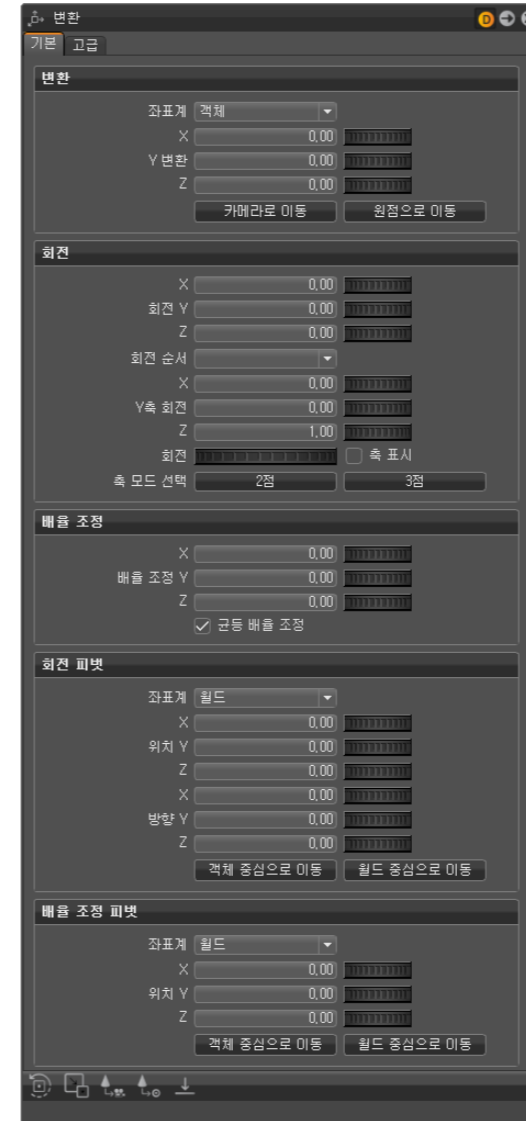 변환
D
기본 고급
변환
좌표계 객체
X 0.00
Y 변환 0.00
Z 0.00
카메라로 이동 원점으로 이동
회전
X 0.00
회전 Y 0.00
Z 0.00
회전 순서
X 0.00
Y축 회전 0.00
Z 1.00
회전 축 표시
축 모드 선택 2점 3점
배율 조정
X 0.00
배율 조정 Y 0.00
Z 0.00
균등 배율 조정
회전 피벗
좌표계 월드
X 0.00
위치 Y 0.00
Z 0.00
X 0.00
방향 Y 0.00
Z 0.00
객체 중심으로 이동 월드 중심으로 이동
배율 조정 피벗
좌표계 월드
X 0.00
위치 Y 0.00
Z 0.00
객체 중심으로 이동 월드 중심으로 이동